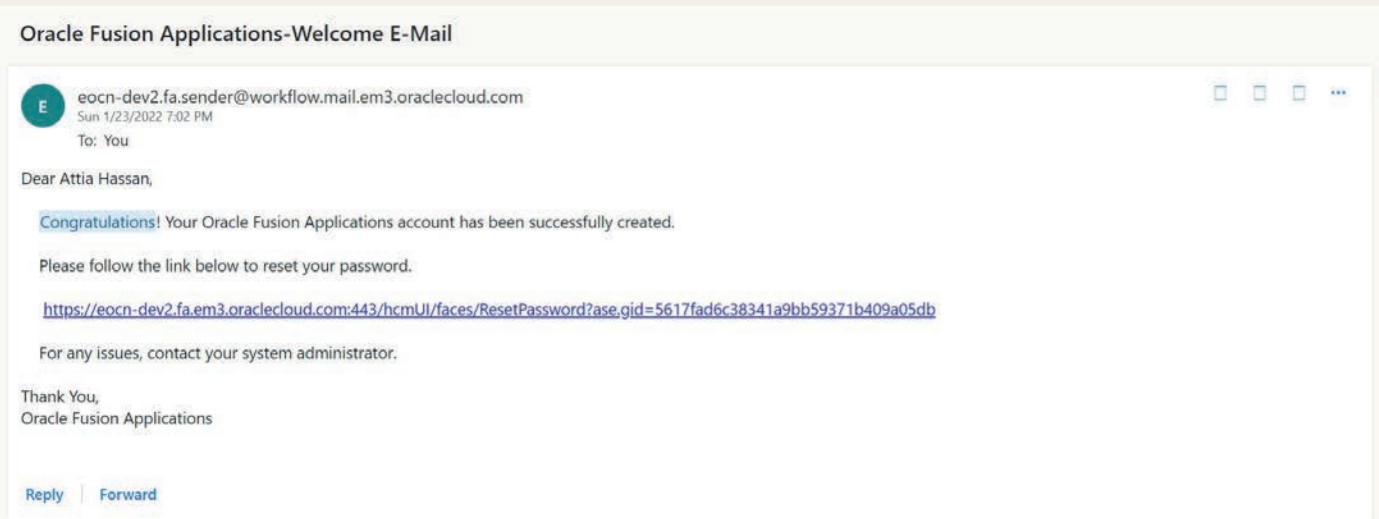 Oracle Fusion Applications-Welcome E-Mail
E
eocn-dev2.fa.sender@workflow.mail.em3.oraclecloud.com
Sun 1/23/2022 7:02 PM
To: You
Dear Attia Hassan,
Congratulations! Your Oracle Fusion Applications account has been successfully created.
Please follow the link below to reset your password.
https://eocn-dev2.fa.em3.oraclecloud.com:443/hcmUI/faces/ResetPassword?ase.gid=5617fad6c38341a9bb59371b409a05db
For any issues, contact your system administrator.
Thank You,
Oracle Fusion Applications
Reply | Forward